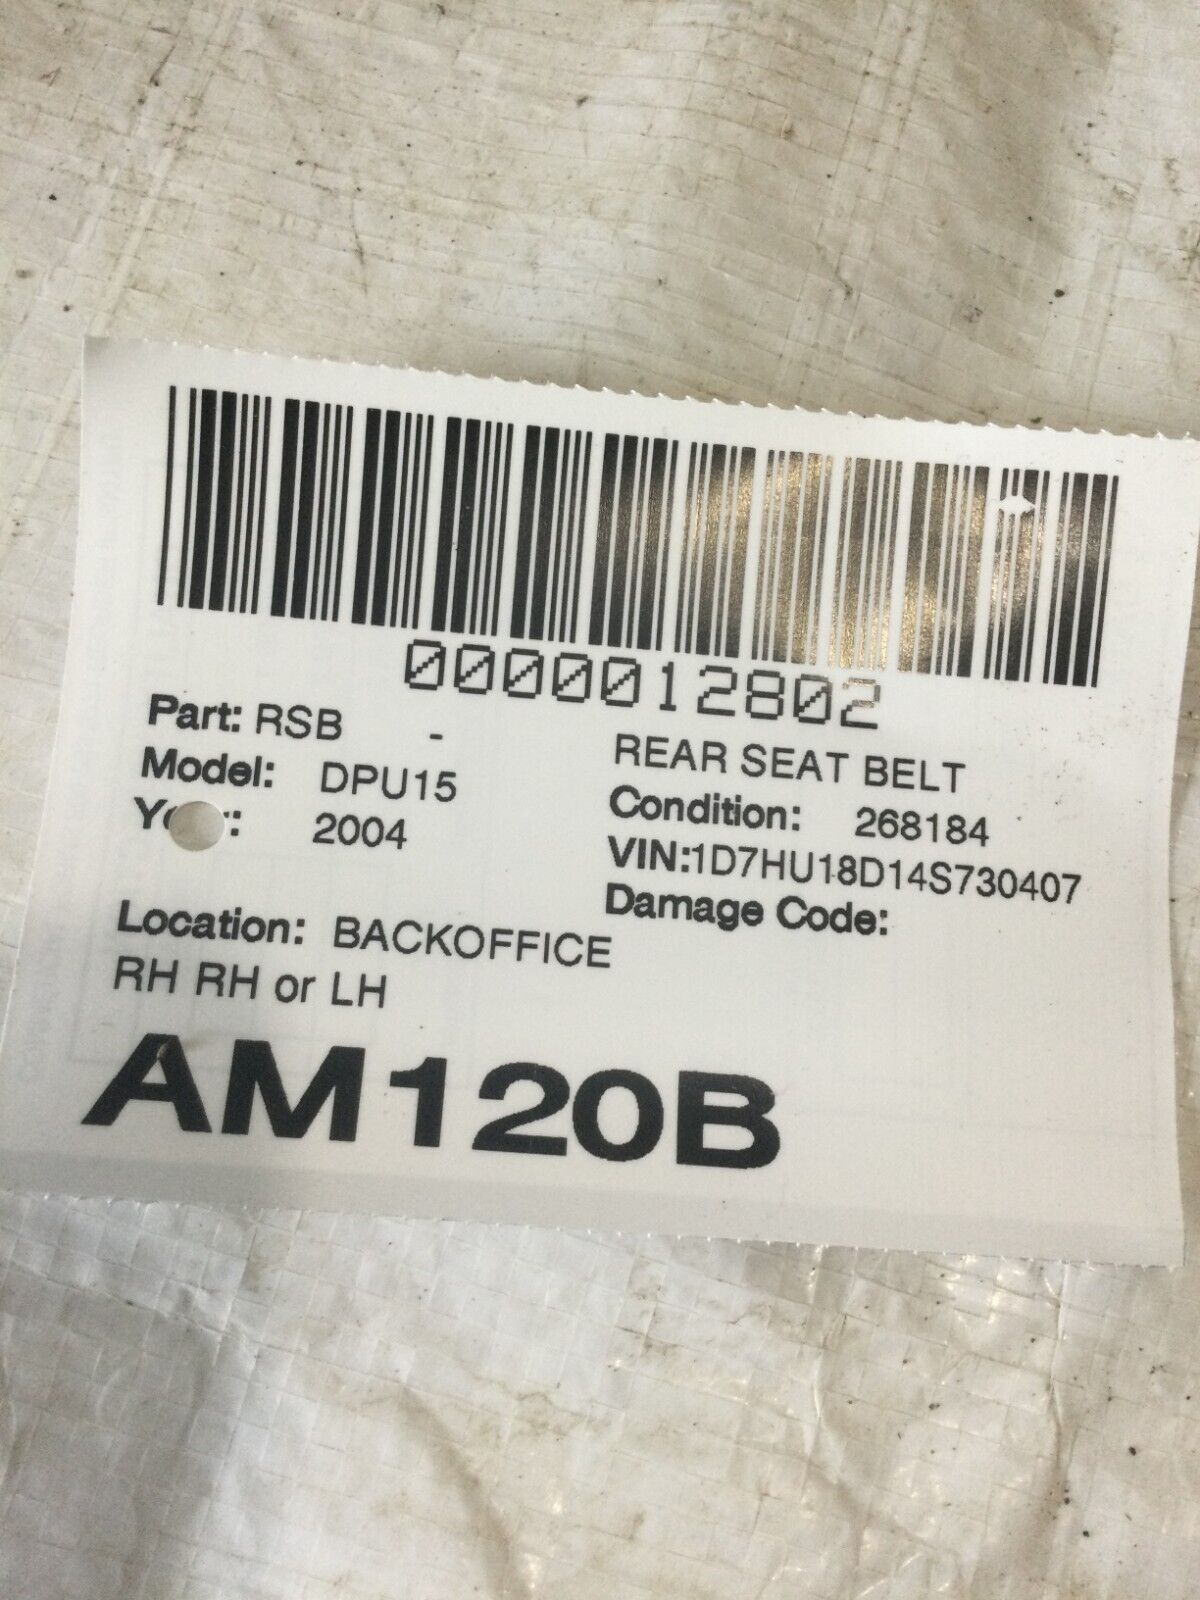 0000012802
Part: RSB -
REAR SEAT BELT
Model: DPU15
Condition: 268184
2004
VIN:1D7HU18D14S730407
Damage Code:
Location: BACKOFFICE
RH RH or LH
AM120B